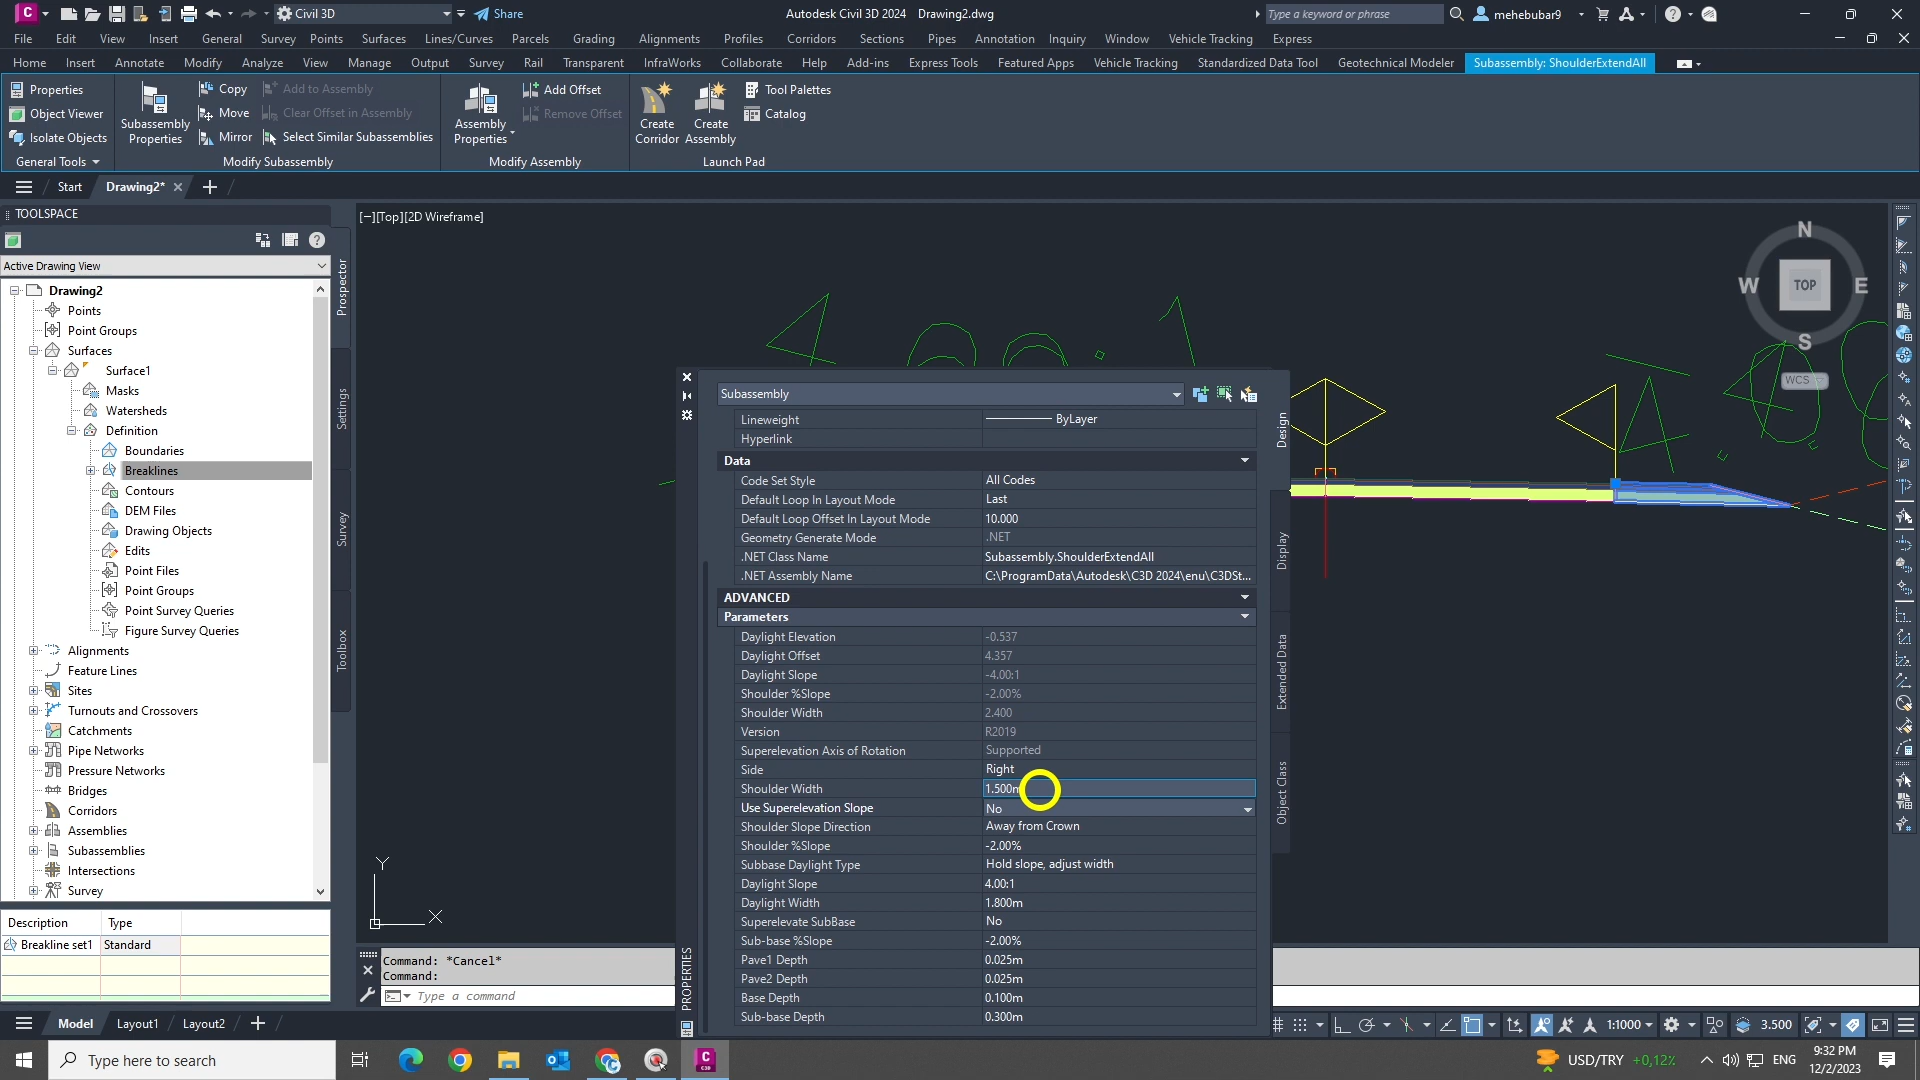 Civil 3D
Share
Autodesk Civil 3D 2024 Drawing2.dwg
Type a keyword or phrase
mehebubar9
File Edit View Insert General Survey Points Surfaces Lines/Curves Parcels Grading Alignments Profiles Corridors Sections Pipes Annotation Inquiry Window Vehicle Tracking Express
Home Insert Annotate Modify Analyze View Manage Output Survey Rail Transparent InfraWorks Collaborate Help Add-ins Express Tools Featured Apps Vehicle Tracking Standardized Data Tool Geotechnical Modeler Subassembly: ShoulderExtendAll
Properties
Object Viewer
Isolate Objects
General Tools
Subassembly Properties
Copy
Move
Mirror
Add to Assembly
Clear Offset in Assembly
Select Similar Subassemblies
Modify Subassembly
Assembly Properties
Add Offset
Remove Offset
Modify Assembly
Create Corridor
Create Assembly
Tool Palettes
Catalog
Launch Pad
Start
Drawing2*
TOOLSPACE
Active Drawing View
Drawing2
Points
Point Groups
Surfaces
Surface1
Masks
Watersheds
Definition
Boundaries
Breaklines
Contours
DEM Files
Drawing Objects
Edits
Point Files
Point Groups
Point Survey Queries
Figure Survey Queries
Alignments
Feature Lines
Sites
Turnouts and Crossovers
Catchments
Pipe Networks
Pressure Networks
Bridges
Corridors
Assemblies
Subassemblies
Intersections
Survey
Prospector
Settings
Survey
Toolbox
Description Type
Breakline set1 Standard
[−][Top][2D Wireframe]
N
W TOP E
S
WCS
Y
X
Subassembly
Lineweight ByLayer
Hyperlink
Data
Code Set Style All Codes
Default Loop In Layout Mode Last
Default Loop Offset In Layout Mode 10.000
Geometry Generate Mode .NET
.NET Class Name Subassembly.ShoulderExtendAll
.NET Assembly Name C:\ProgramData\Autodesk\C3D 2024\enu\C3DSt...
ADVANCED
Parameters
Daylight Elevation -0.537
Daylight Offset 4.357
Daylight Slope -4.00:1
Shoulder %Slope -2.00%
Shoulder Width 2.400
Version R2019
Superelevation Axis of Rotation Supported
Side Right
Shoulder Width 1.500m
Use Superelevation Slope No
Shoulder Slope Direction Away from Crown
Shoulder %Slope -2.00%
Subbase Daylight Type Hold slope, adjust width
Daylight Slope 4.00:1
Daylight Width 1.800m
Superelevate SubBase No
Sub-base %Slope -2.00%
Pave1 Depth 0.025m
Pave2 Depth 0.025m
Base Depth 0.100m
Sub-base Depth 0.300m
PROPERTIES
Design
Display
Extended Data
Object Class
Command: *Cancel*
Command:
Type a command
Model Layout1 Layout2
1:1000
3.500
Type here to search
USD/TRY +0,12%
ENG
9:32 PM
12/2/2023